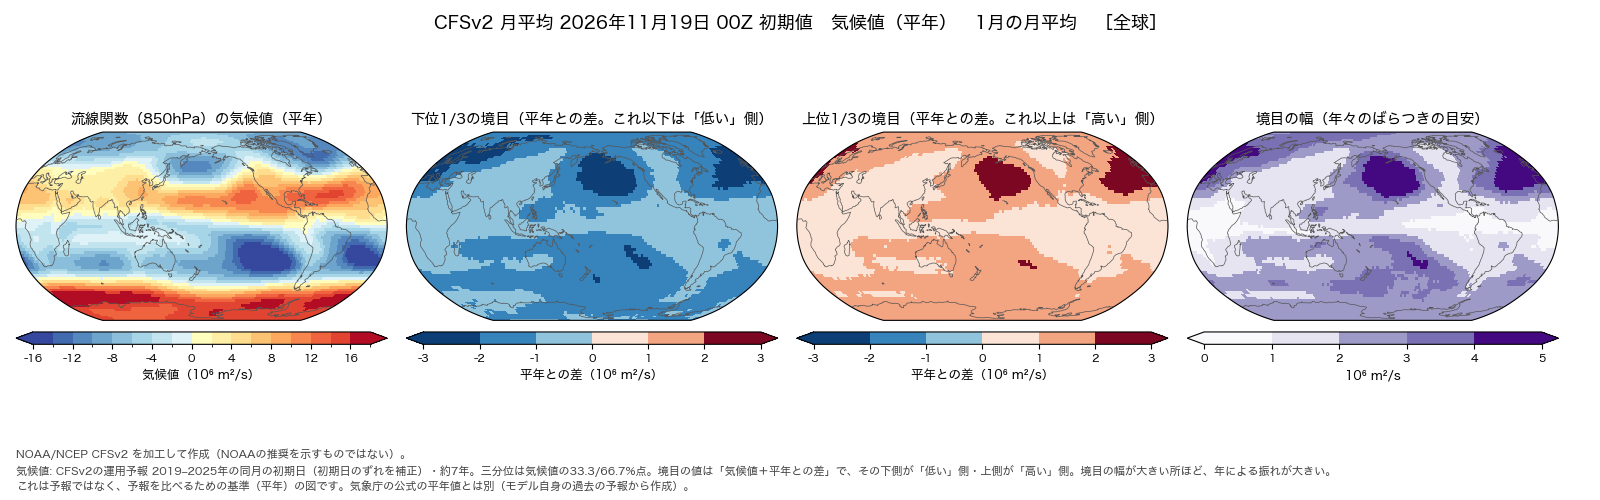 CFSv2 月平均 2026年11月19日 00Z 初期値　気候値（平年）　1月の月平均　［全球］
流線関数（850hPa）の気候値（平年）
下位1/3の境目（平年との差。これ以下は「低い」側）
上位1/3の境目（平年との差。これ以上は「高い」側）
境目の幅（年々のばらつきの目安）
-16 -12 -8 -4 0 4 8 12 16
気候値（10⁶ m²/s）
-3 -2 -1 0 1 2 3
平年との差（10⁶ m²/s）
-3 -2 -1 0 1 2 3
平年との差（10⁶ m²/s）
0 1 2 3 4 5
10⁶ m²/s
NOAA/NCEP CFSv2 を加工して作成（NOAAの推奨を示すものではない）。
気候値: CFSv2の運用予報 2019–2025年の同月の初期日（初期日のずれを補正）・約7年。三分位は気候値の33.3/66.7%点。境目の値は「気候値＋平年との差」で、その下側が「低い」側・上側が「高い」側。境目の幅が大きい所ほど、年による振れが大きい。
これは予報ではなく、予報を比べるための基準（平年）の図です。気象庁の公式の平年値とは別（モデル自身の過去の予報から作成）。